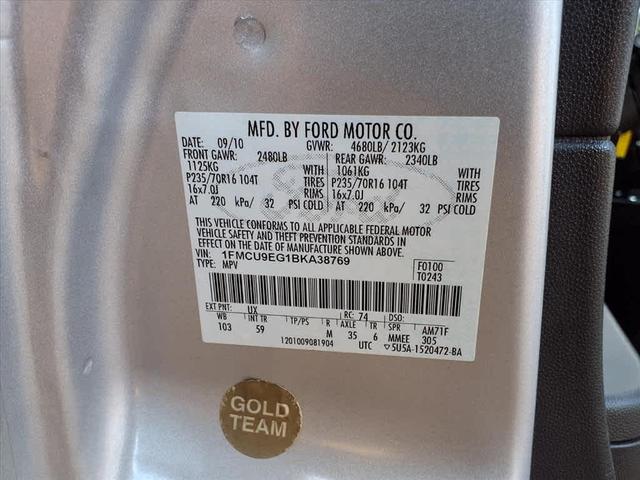 MFD. BY FORD MOTOR CO.
DATE: 09/10 GVWR: 4680LB/ 2123KG
FRONT GAWR: 2480LB REAR GAWR: 2340LB
1125KG WITH 1061KG WITH
P235/70R16 104T TIRES P235/70R16 104T TIRES
16x7.0J RIMS 16x7.0J RIMS
AT 220 kPa/ 32 PSI COLD AT 220 kPa/ 32 PSI COLD
THIS VEHICLE CONFORMS TO ALL APPLICABLE FEDERAL MOTOR
VEHICLE SAFETY AND THEFT PREVENTION STANDARDS IN
EFFECT ON THE DATE OF MANUFACTURE SHOWN ABOVE.
VIN: 1FMCU9EG1BKA38769 F0100
TYPE: MPV T0243
EXT PNT: UX RC: 74 DSO:
WB INT TR TP/PS R AXLE TR SPR AM71F
103 59 M 35 6 MMEE 305
1201009081904 UTC ▽5U5A-1520472-BA
GOLD
TEAM